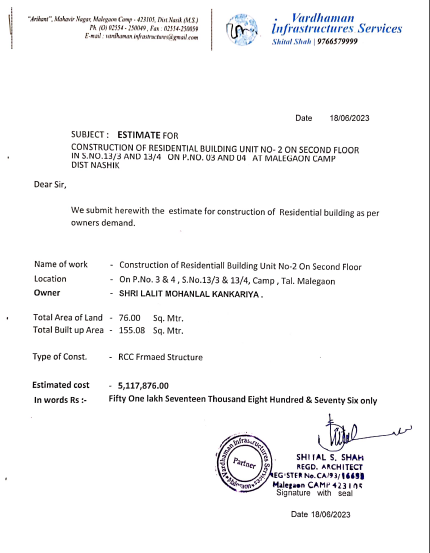 "Arihant", Mahavir Nagar, Malegaon Camp - 423105, Dist.Nasik (M.S.)
Ph. (O) 02554 - 250049, Fax : 02554-250059
E-mail : vardhaman.infrastructures@gmail.com
Vardhaman
Infrastructures Services
Shital Shah | 9766579999
Date 18/06/2023
SUBJECT : ESTIMATE FOR
CONSTRUCTION OF RESIDENTIAL BUILDING UNIT NO- 2 ON SECOND FLOOR
IN S.NO.13/3 AND 13/4 ON P.NO. 03 AND 04 AT MALEGAON CAMP
DIST NASHIK
Dear Sir,
We submit herewith the estimate for construction of Residential building as per
owners demand.
Name of work - Construction of Residentiall Building Unit No-2 On Second Floor
Location - On P.No. 3 & 4 , S.No.13/3 & 13/4, Camp , Tal. Malegaon
Owner - SHRI LALIT MOHANLAL KANKARIYA .
Total Area of Land - 76.00 Sq. Mtr.
Total Built up Area - 155.08 Sq. Mtr.
Type of Const. - RCC Frmaed Structure
Estimated cost - 5,117,876.00
In words Rs :- Fifty One lakh Seventeen Thousand Eight Hundred & Seventy Six only
Vardhaman Infrastructures Services
Partner
SHITAL S. SHAH
REGD. ARCHITECT
REGISTER No. CA/93/16698
Malegaon CAMP 423105
Signature with seal
Date 18/06/2023